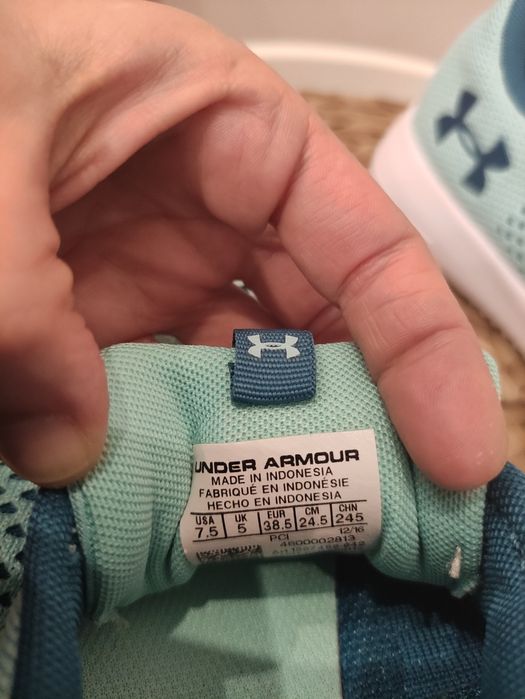 UNDER ARMOUR
MADE IN INDONESIA
FABRIQUÉ EN INDONÉSIE
HECHO EN INDONESIA
USA UK EUR CM CHN
7.5 5 38.5 24.5 245
PCI 12/16
4600002813